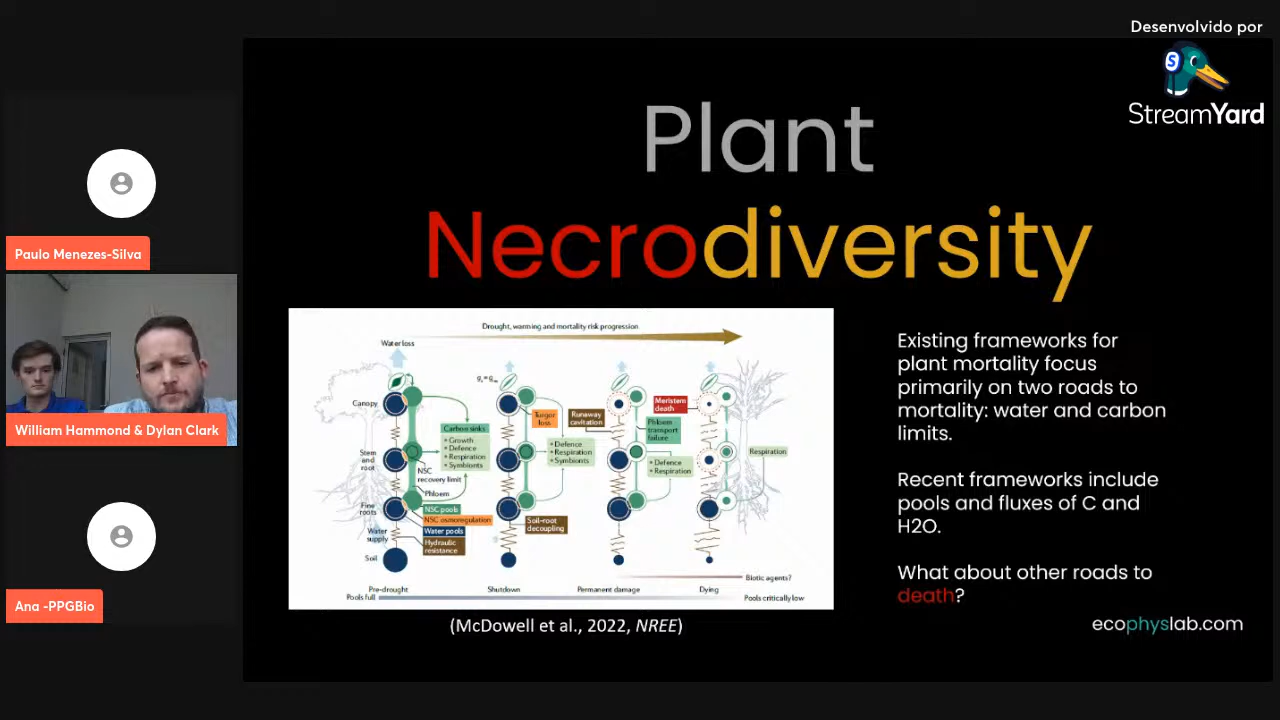 Desenvolvido por
StreamYard
Paulo Menezes-Silva
William Hammond & Dylan Clark
Ana -PPGBio
Plant
Necrodiversity
Drought, warming and mortality risk progression
Water loss
Canopy
Stem
and
root
Fine
roots
Water
supply
Soil
Carbon sinks
• Growth
• Defence
• Respiration
• Symbionts
NSC
recovery limit
Phloem
NSC pools
NSC osmoregulation
Water pools
Hydraulic
resistance
Turgor
loss
• Defence
• Respiration
• Symbionts
Soil-root
decoupling
Runaway
cavitation
Meristem
death
Phloem
transport
failure
• Defence
• Respiration
Respiration
Biotic agents?
Pre-drought
Shutdown
Permanent damage
Dying
Pools full
Pools critically low
(McDowell et al., 2022, NREE)
Existing frameworks for
plant mortality focus
primarily on two roads to
mortality: water and carbon
limits.
Recent frameworks include
pools and fluxes of C and
H2O.
What about other roads to
death?
ecophyslab.com